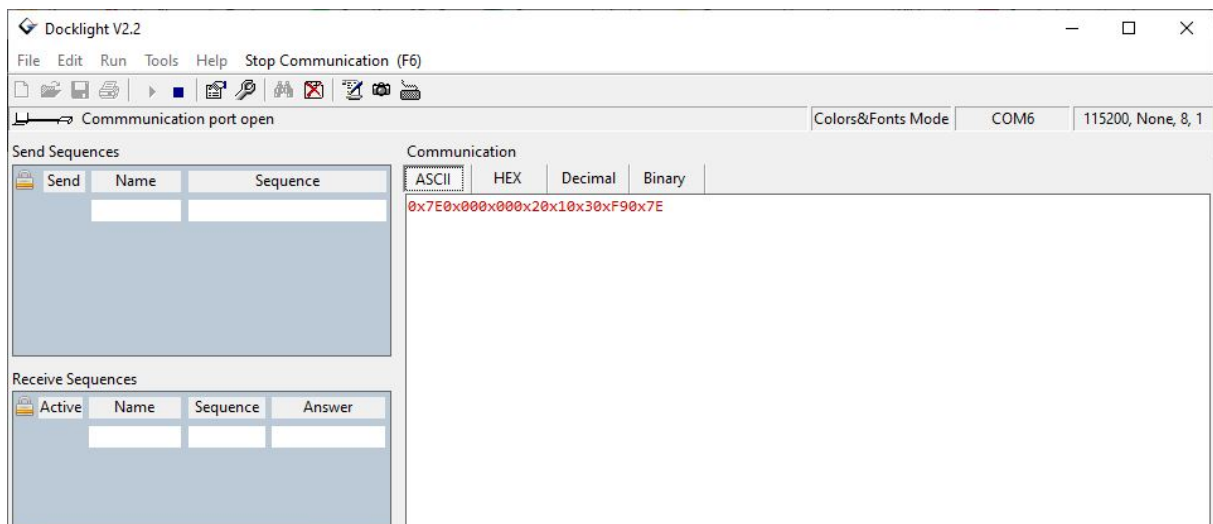 Docklight V2.2
File Edit Run Tools Help Stop Communication (F6)
Commmunication port open
Colors&Fonts Mode COM6 115200, None, 8, 1
Send Sequences
Send Name Sequence
Communication
ASCII HEX Decimal Binary
0x7E0x000x000x20x10x30xF90x7E
Receive Sequences
Active Name Sequence Answer